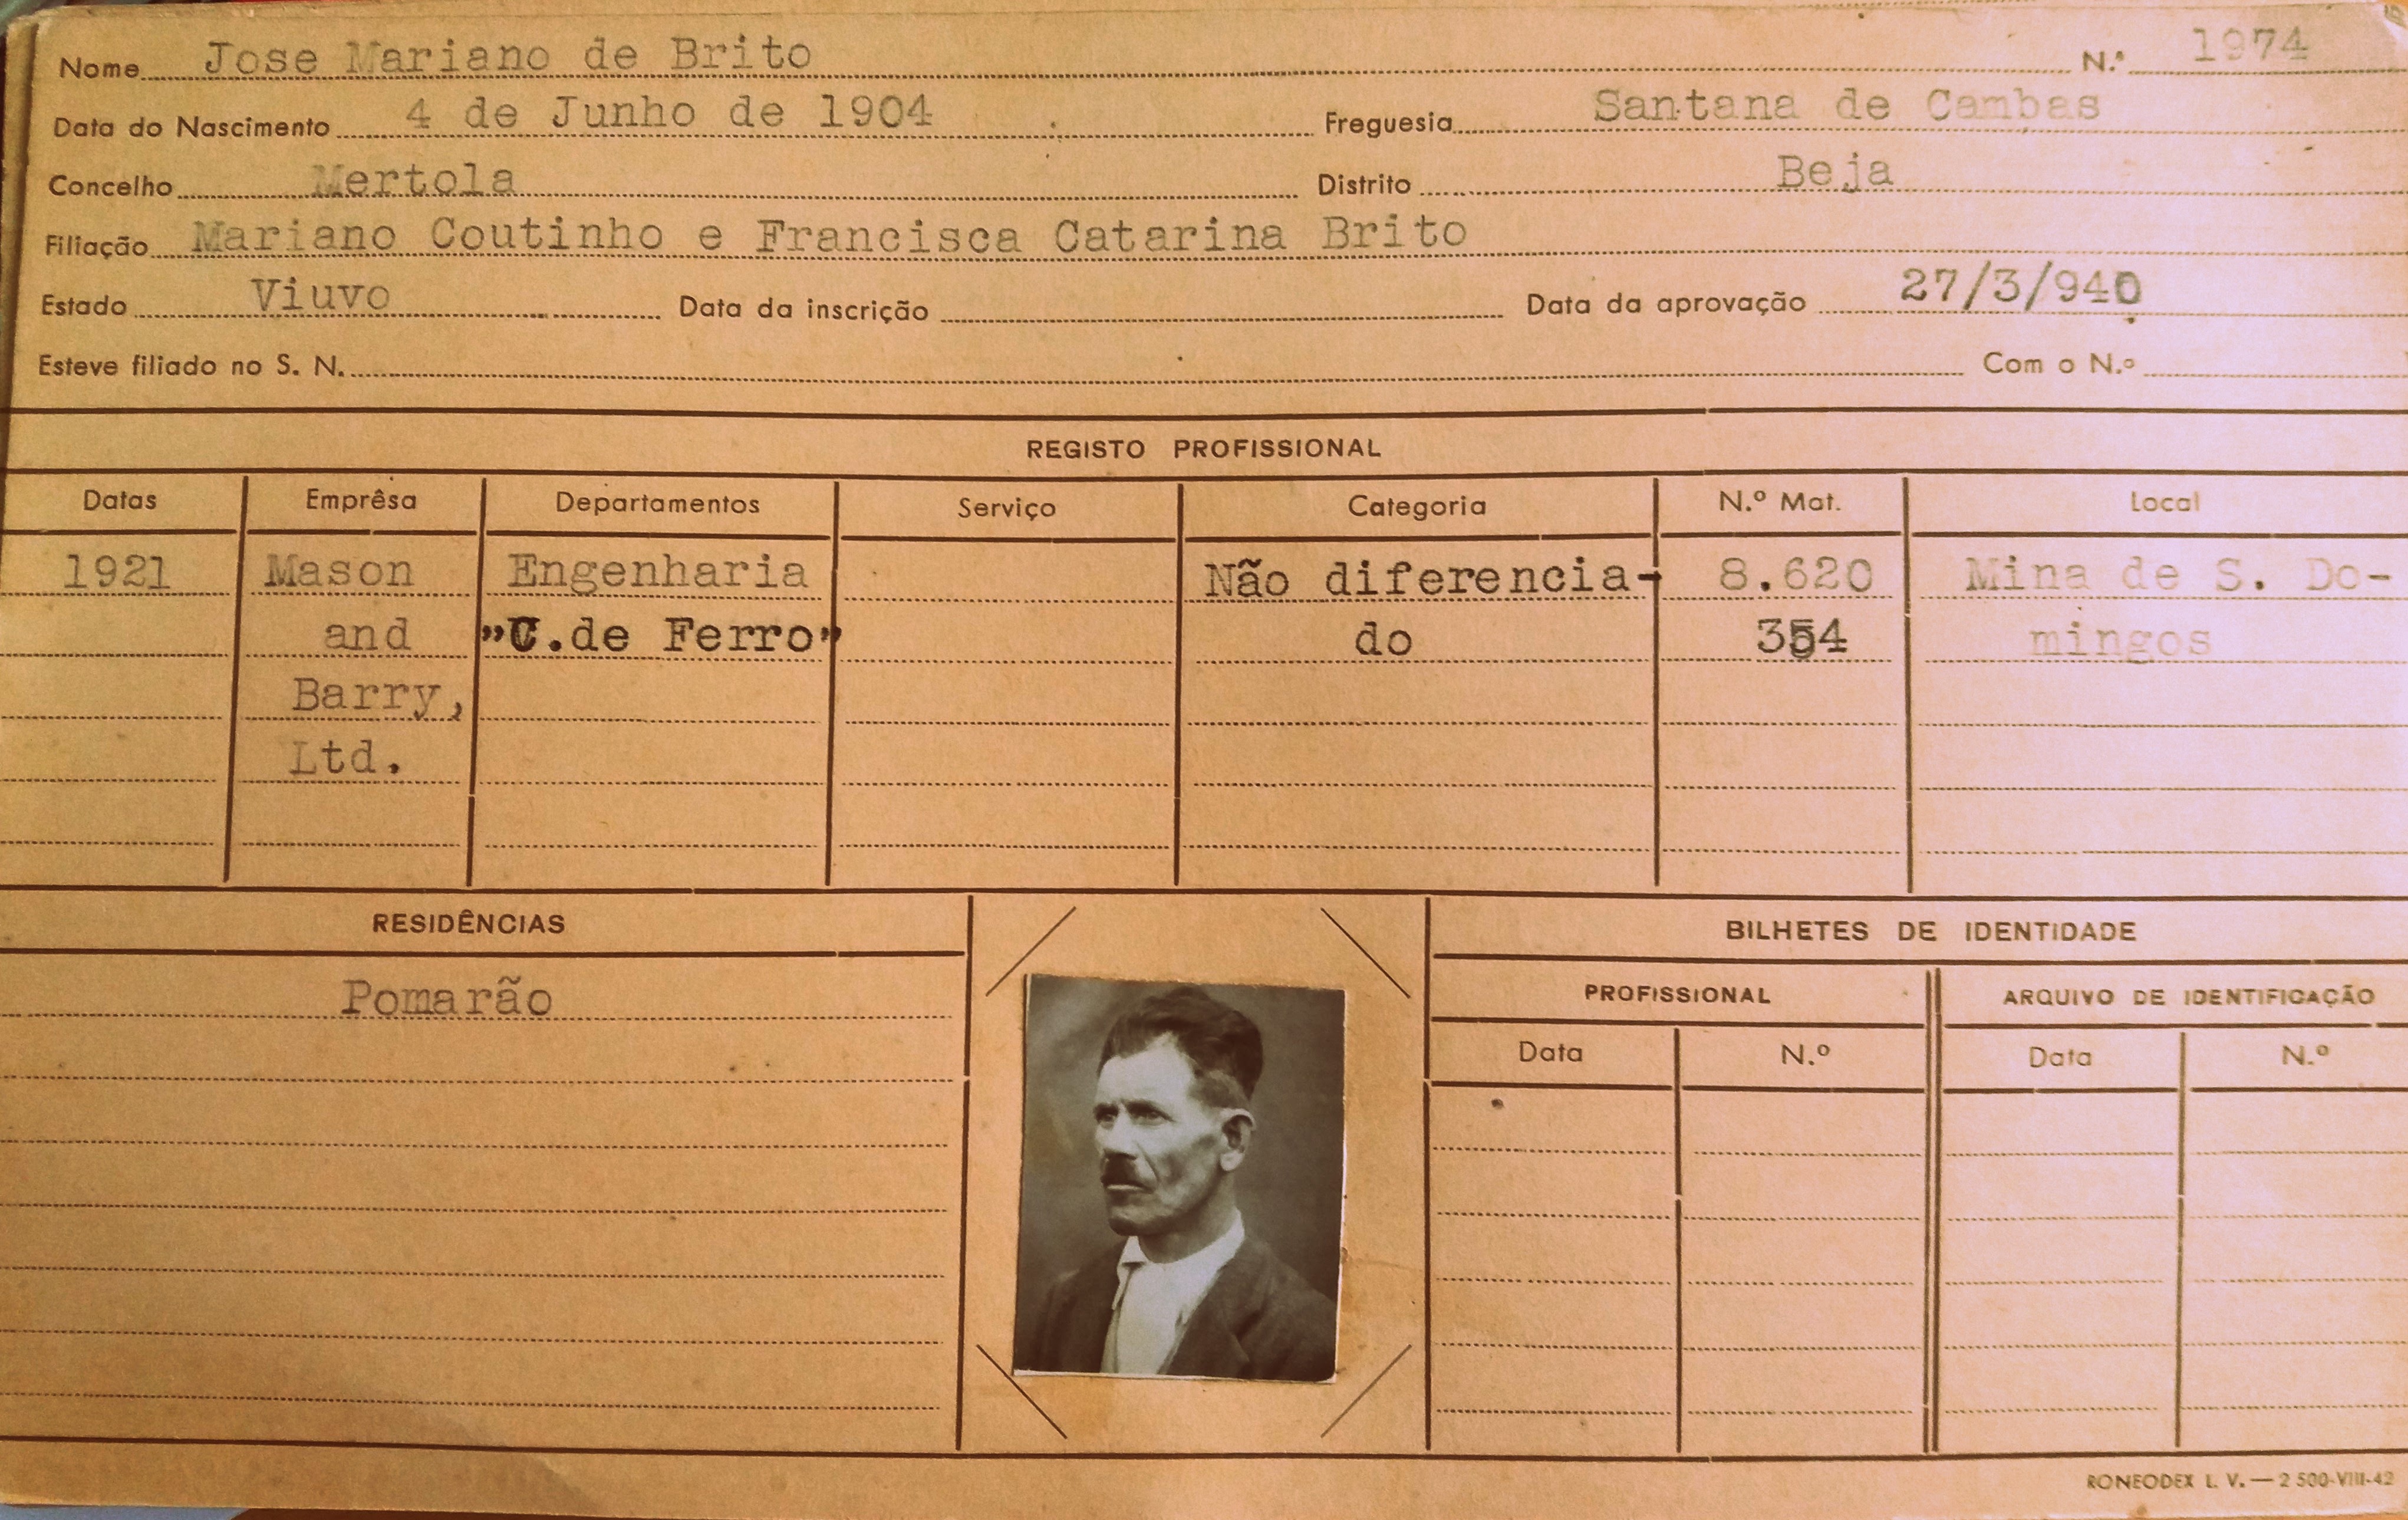 Nome Jose Mariano de Brito N.º 1974
Data do Nascimento 4 de Junho de 1904 Freguesia Santana de Cambas
Concelho Mertola Distrito Beja
Filiação Mariano Coutinho e Francisca Catarina Brito
Estado Viuvo Data da inscrição Data da aprovação 27/3/940
Esteve filiado no S. N. Com o N.º
REGISTO PROFISSIONAL
Datas Emprêsa Departamentos Serviço Categoria N.º Mat. Local
1921 Mason Engenharia Não diferencia- 8.620 Mina de S. Do-
and "C.de Ferro" do 354 mingos
Barry,
Ltd.
RESIDÊNCIAS BILHETES DE IDENTIDADE
Pomarão PROFISSIONAL ARQUIVO DE IDENTIFICAÇÃO
Data N.º Data N.º
RONEODEX L. V. — 2 500-VIII-42